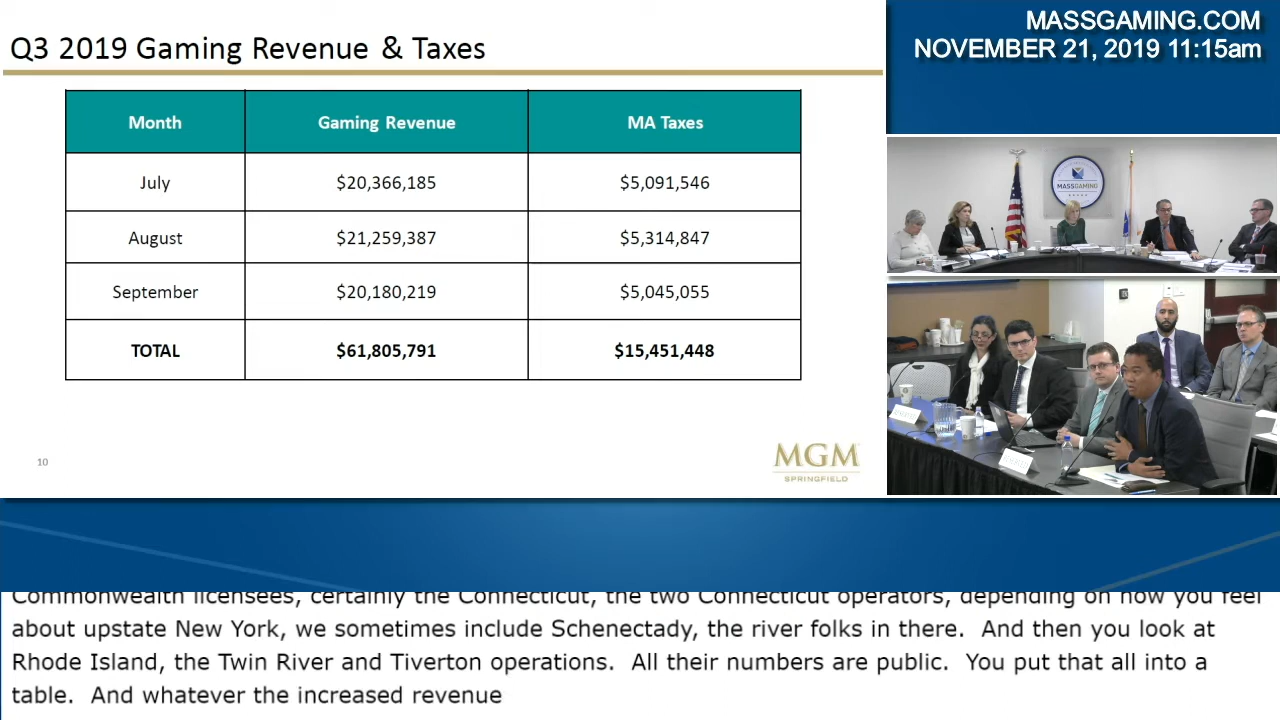 Q3 2019 Gaming Revenue & Taxes
Month Gaming Revenue MA Taxes
July $20,366,185 $5,091,546
August $21,259,387 $5,314,847
September $20,180,219 $5,045,055
TOTAL $61,805,791 $15,451,448
10
MGM
SPRINGFIELD
MASSGAMING.COM
NOVEMBER 21, 2019 11:15am
MASSGAMING
Commonwealth licensees, certainly the Connecticut, the two Connecticut operators, depending on how you feel
about upstate New York, we sometimes include Schenectady, the river folks in there.  And then you look at
Rhode Island, the Twin River and Tiverton operations.  All their numbers are public.  You put that all into a
table.  And whatever the increased revenue